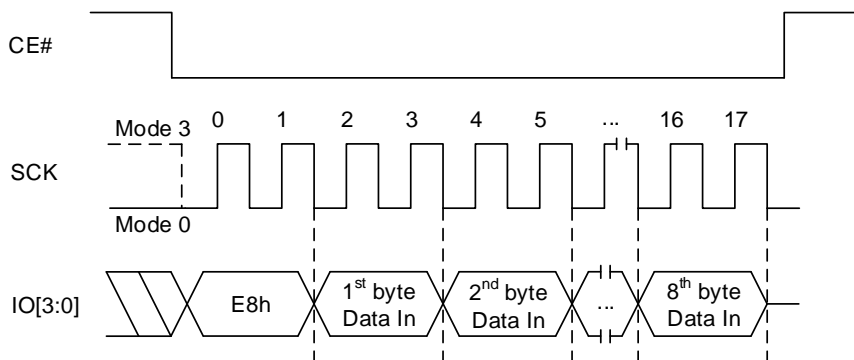 CE#
0 1 2 3 4 5 ... 16 17
Mode 3
SCK
Mode 0
IO[3:0]
E8h
1st byte
Data In
2nd byte
Data In
...
8th byte
Data In